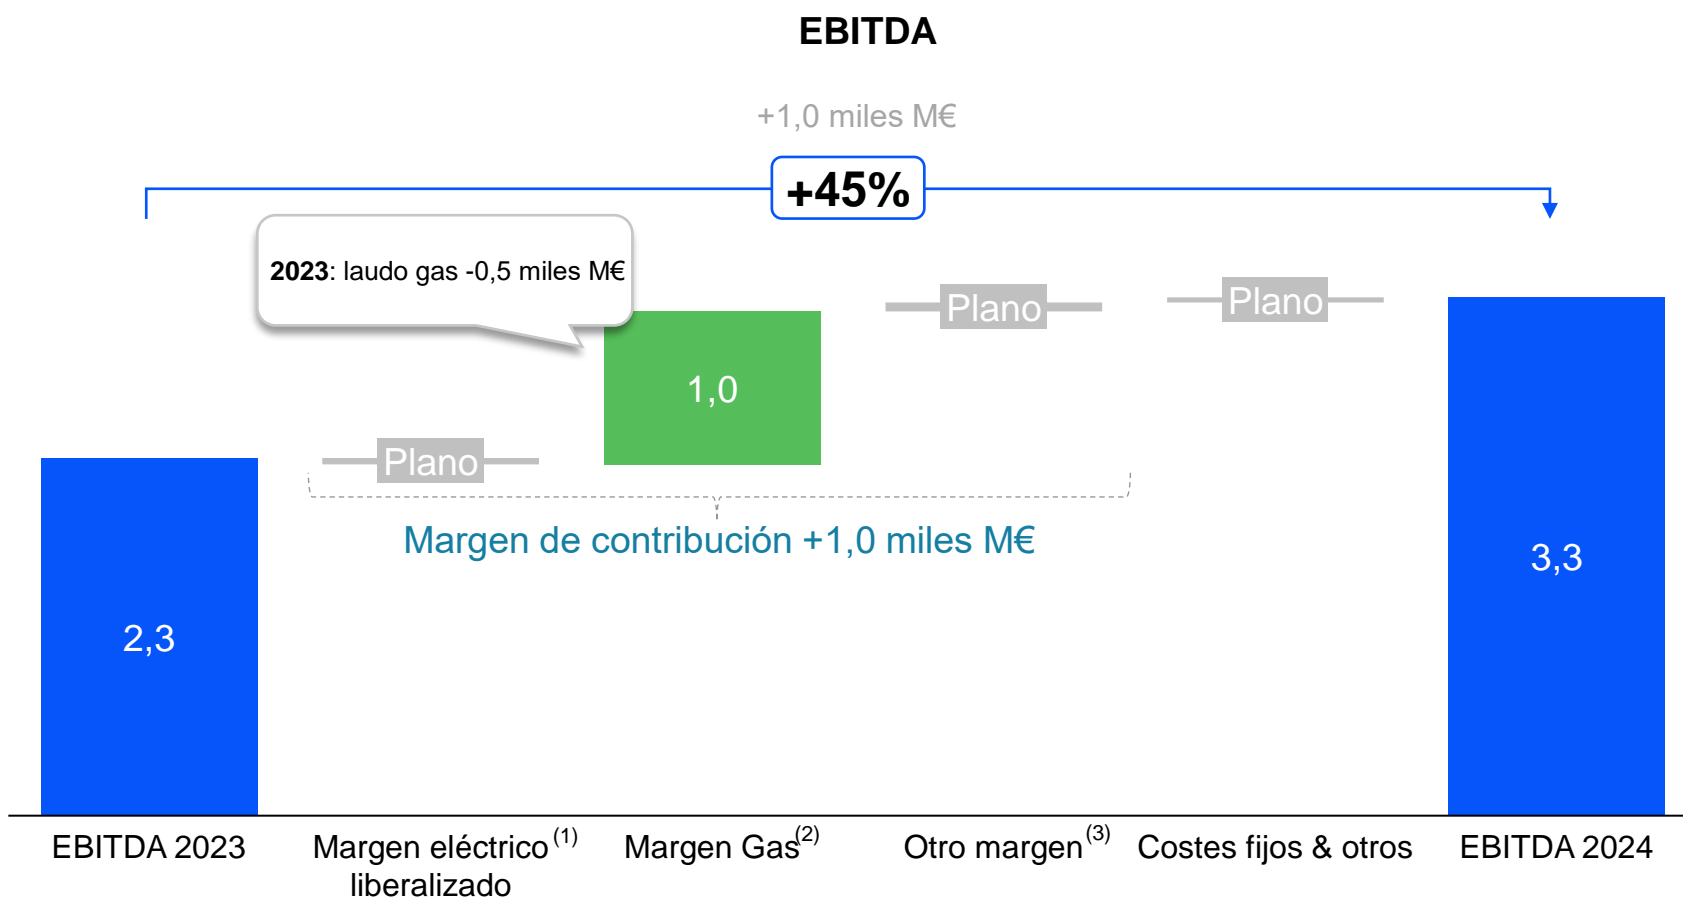 EBITDA
+1,0 miles M€
+45%
2023: laudo gas -0,5 miles M€
Plano
Plano
1,0
Plano
Margen de contribución +1,0 miles M€
2,3
3,3
EBITDA 2023
Margen eléctrico (1)
liberalizado
Margen Gas(2)
Otro margen(3)
Costes fijos & otros
EBITDA 2024